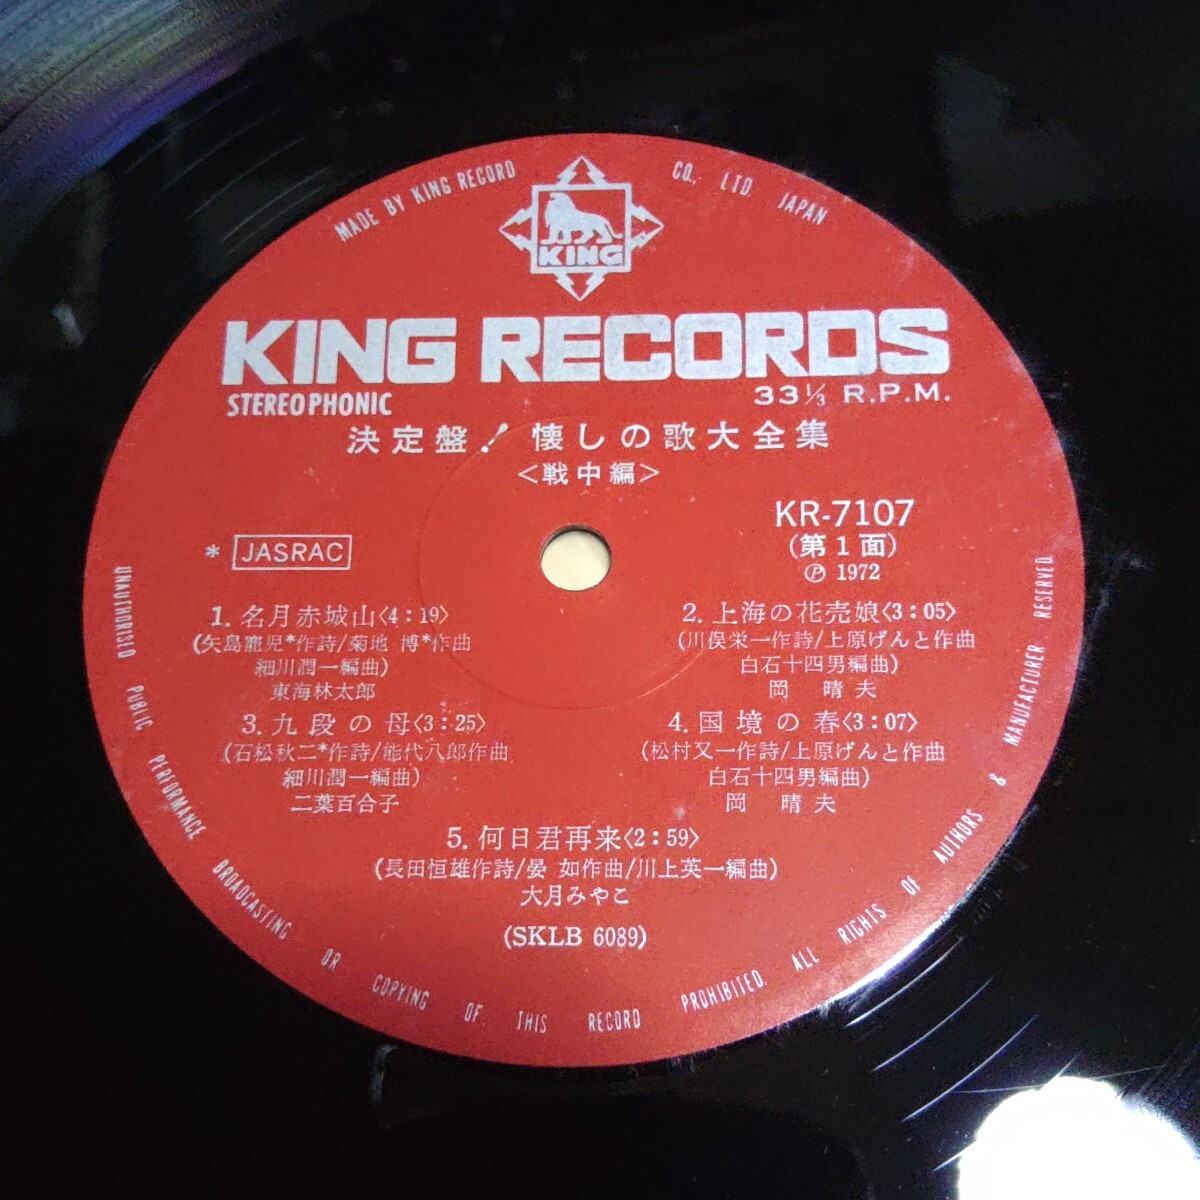 MADE BY KING RECORD CO., LTD JAPAN
KING
KING RECORDS
STEREOPHONIC
33 1/3 R.P.M.
決定盤！懐しの歌大全集
<戦中編>
KR-7107
(第1面)
Ⓟ 1972
* JASRAC
1. 名月赤城山〈4:19〉
(矢島寵児*作詩/菊地 博*作曲
細川潤一編曲)
東海林太郎
2. 上海の花売娘〈3:05〉
(川俣栄一作詩/上原げんと作曲
白石十四男編曲)
岡 晴夫
3. 九段の母〈3:25〉
(石松秋二*作詩/能代八郎作曲
細川潤一編曲)
二葉百合子
4. 国境の春〈3:07〉
(松村又一作詩/上原げんと作曲
白石十四男編曲)
岡 晴夫
5. 何日君再来〈2:59〉
(長田恒雄作詩/晏 如作曲/川上英一編曲)
大月みやこ
(SKLB 6089)
UNAUTHORISED PUBLIC PERFORMANCE BROADCASTING OR COPYING OF THIS RECORD PROHIBITED. ALL RIGHTS OF AUTHORS & MANUFACTURER RESERVED.